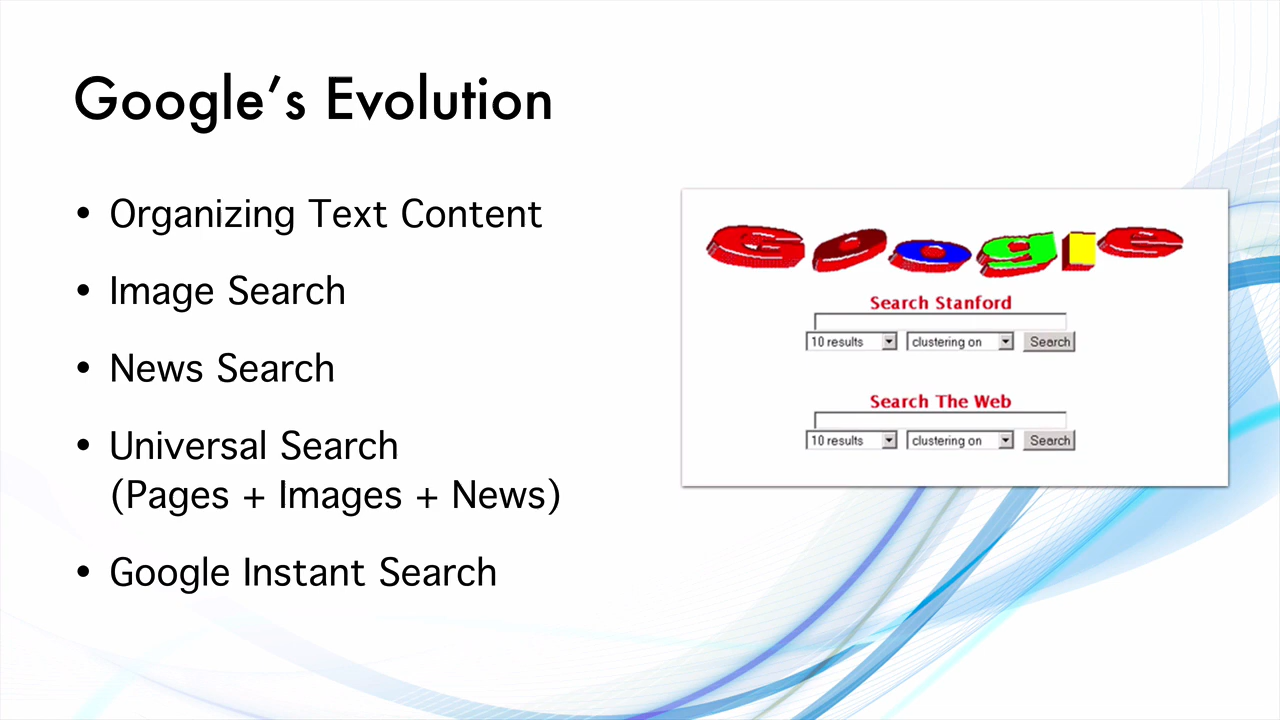 Google’s Evolution
• Organizing Text Content
• Image Search
• News Search
• Universal Search
(Pages + Images + News)
• Google Instant Search
Google
Search Stanford
10 results clustering on Search
Search The Web
10 results clustering on Search